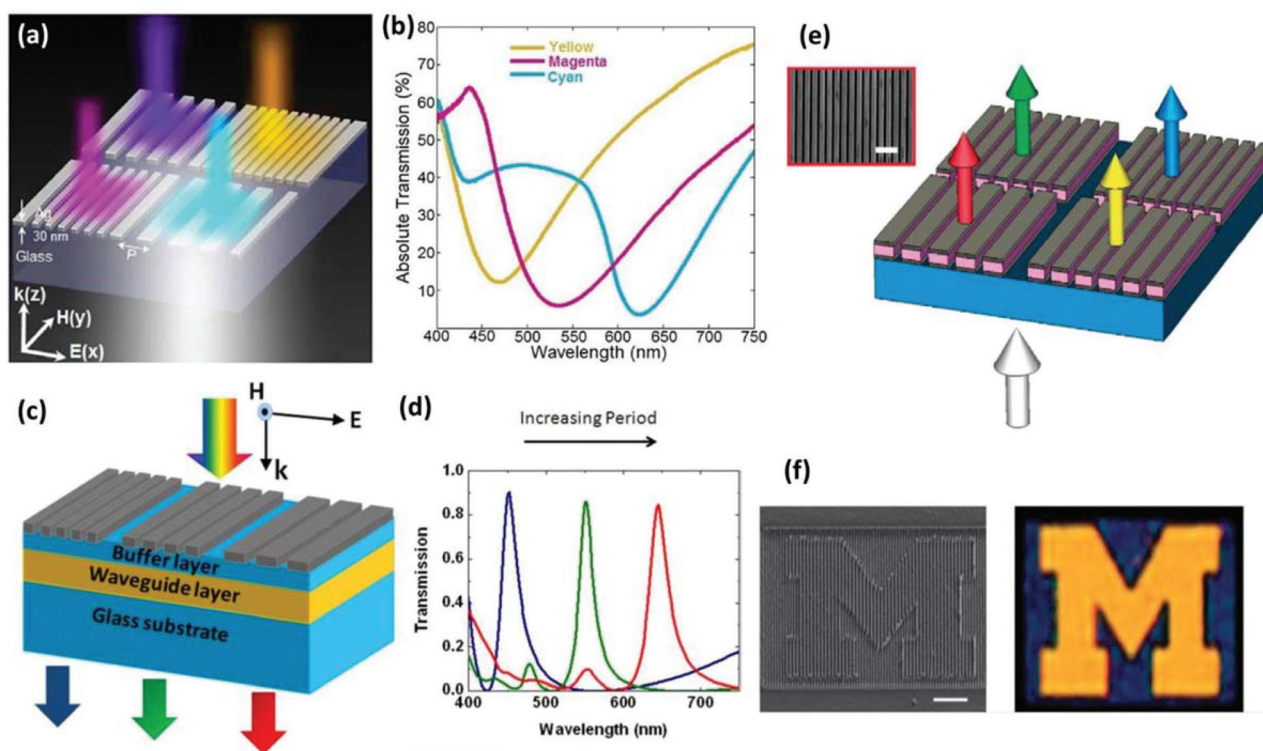 (a)
Ag
30 nm
P
Glass
k(z)
H(y)
E(x)
(b)
80
70
60
50
40
30
20
10
Absolute Transmission (%)
Yellow
Magenta
Cyan
400 450 500 550 600 650 700 750
Wavelength (nm)
(e)
(c)
H
E
k
Buffer layer
Waveguide layer
Glass substrate
(d)
Increasing Period
1.0
0.8
0.6
0.4
0.2
0.0
Transmission
400 500 600 700
Wavelength (nm)
(f)
M
M